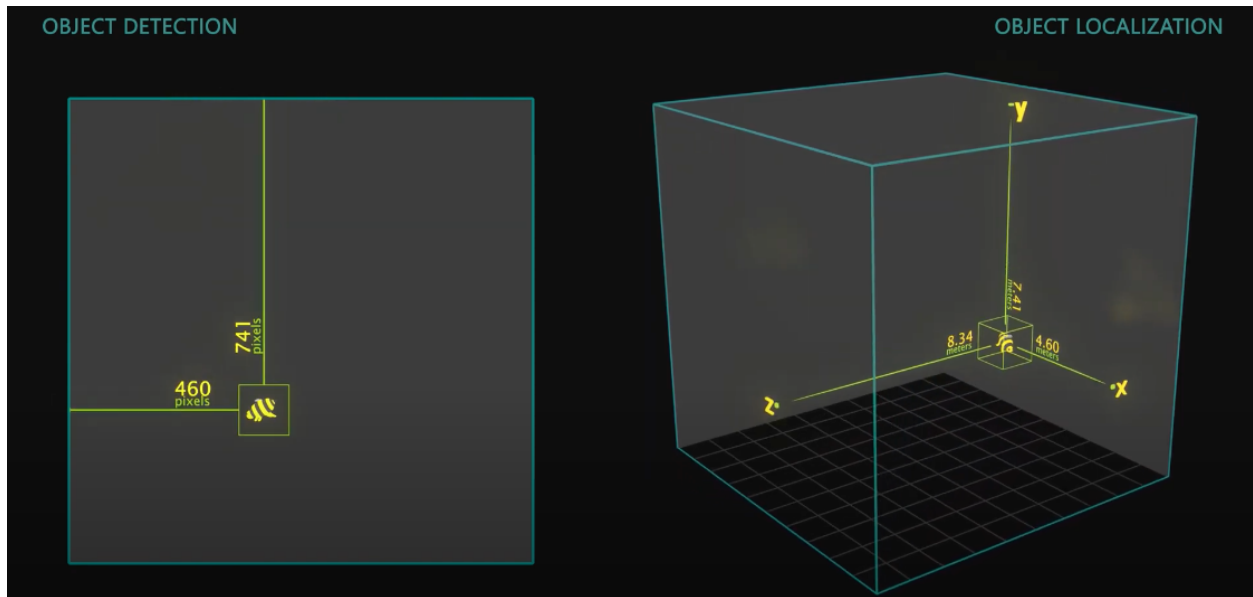 OBJECT DETECTION
OBJECT LOCALIZATION
741
pixels
460
pixels
-y
7.41
meters
8.34
meters
4.60
meters
z
x